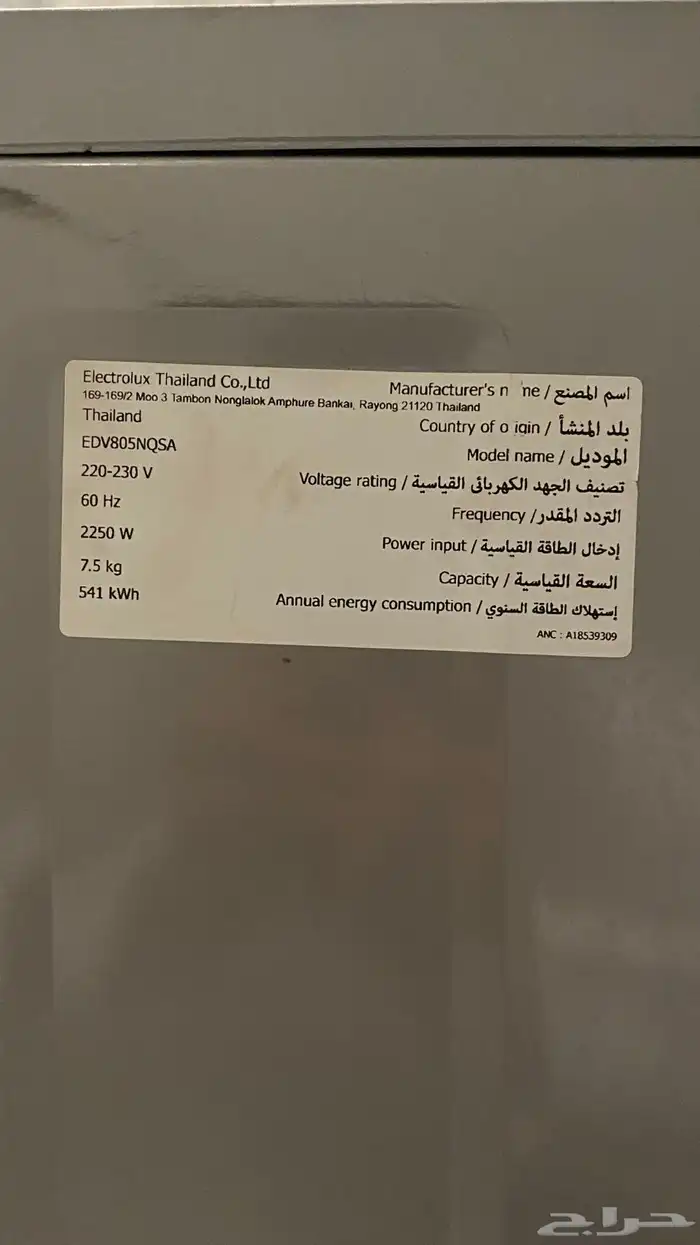 Electrolux Thailand Co.,Ltd Manufacturer's n ne / اسم المصنع
169-169/2 Moo 3 Tambon Nonglalok Amphure Bankai, Rayong 21120 Thailand
Thailand Country of o igin / بلد المنشأ
EDV805NQSA Model name / الموديل
220-230 V Voltage rating / تصنيف الجهد الكهربائى القياسية
60 Hz Frequency / التردد المقدر
2250 W Power input / إدخال الطاقة القياسية
7.5 kg Capacity / السعة القياسية
541 kWh Annual energy consumption / إستهلاك الطاقة السنوي
ANC : A18539309
حراج